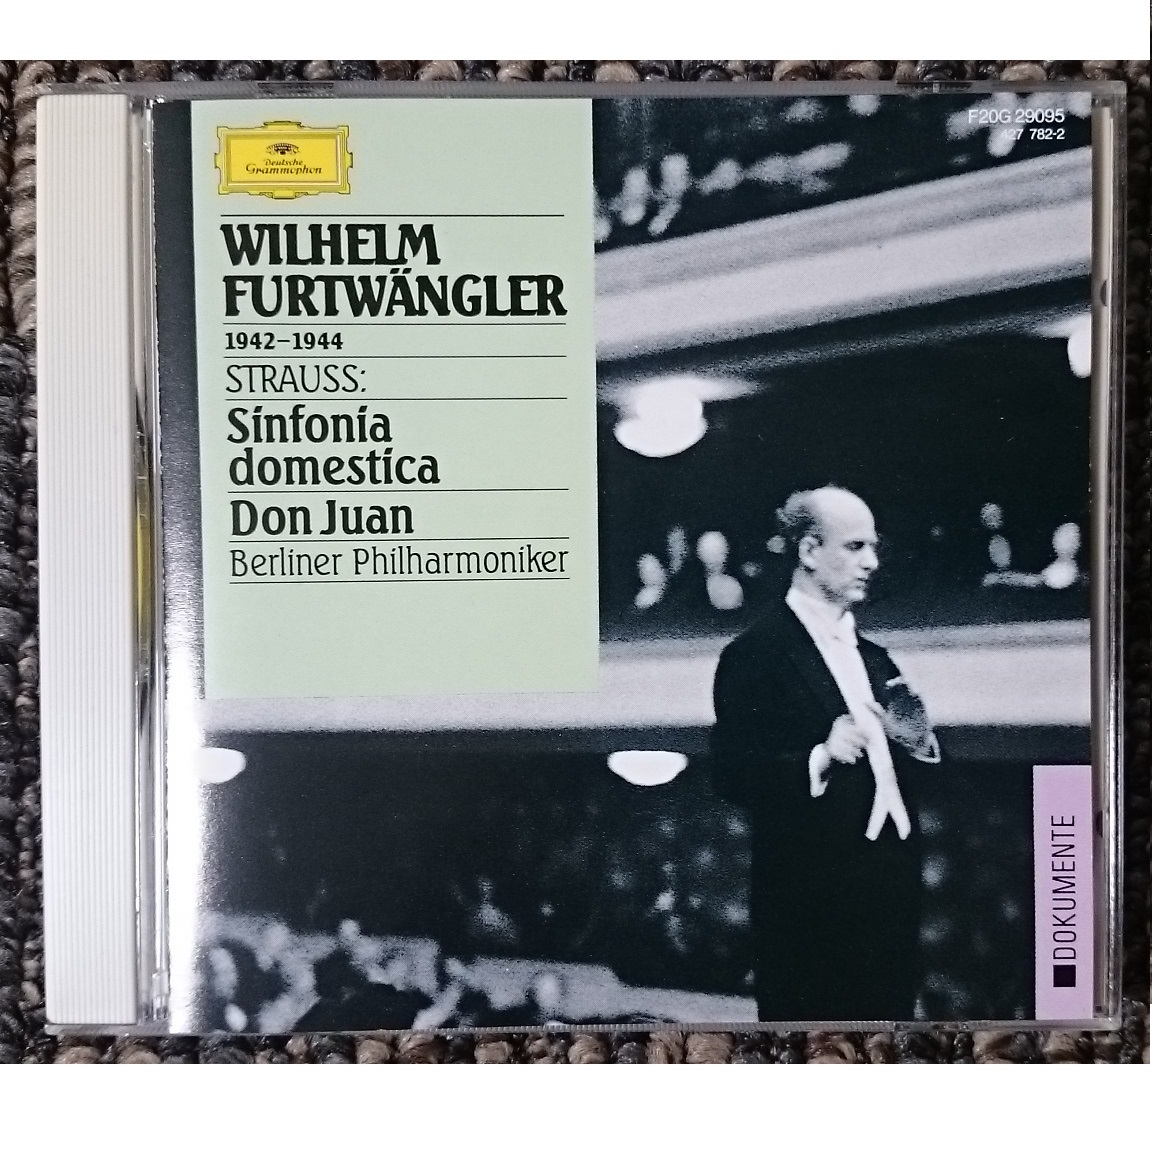 F20G 29095
427 782-2
Deutsche
Grammophon
WILHELM
FURTWÄNGLER
1942–1944
STRAUSS:
Sinfonia
domestica
Don Juan
Berliner Philharmoniker
DOKUMENTE